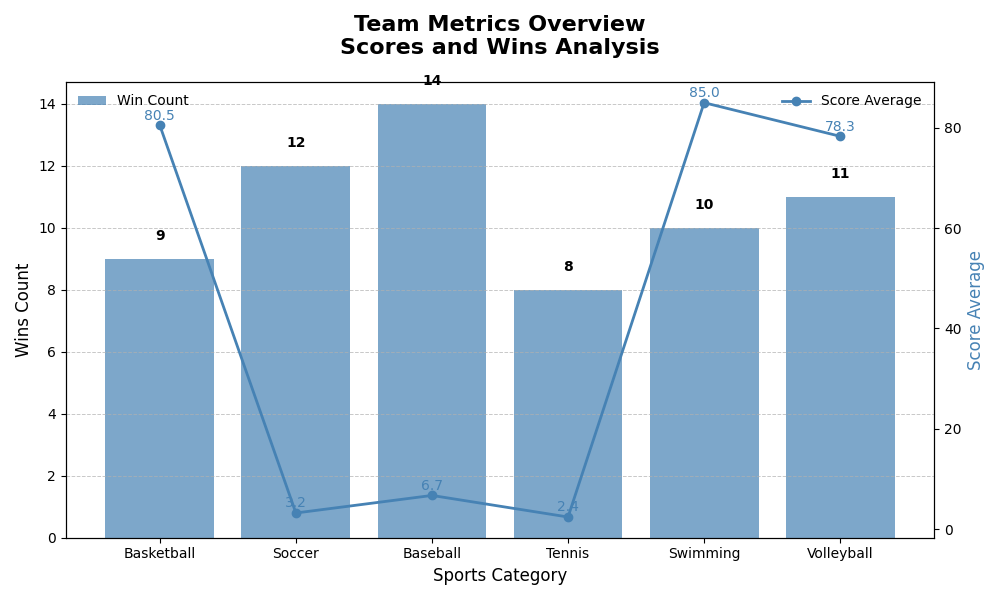 Team Metrics Overview
Scores and Wins Analysis
Win Count
Score Average
14
12
10
8
6
4
2
0
Wins Count
80
60
40
20
0
Score Average
9
12
14
8
10
11
80.5
3.2
6.7
2.4
85.0
78.3
Basketball
Soccer
Baseball
Tennis
Swimming
Volleyball
Sports Category